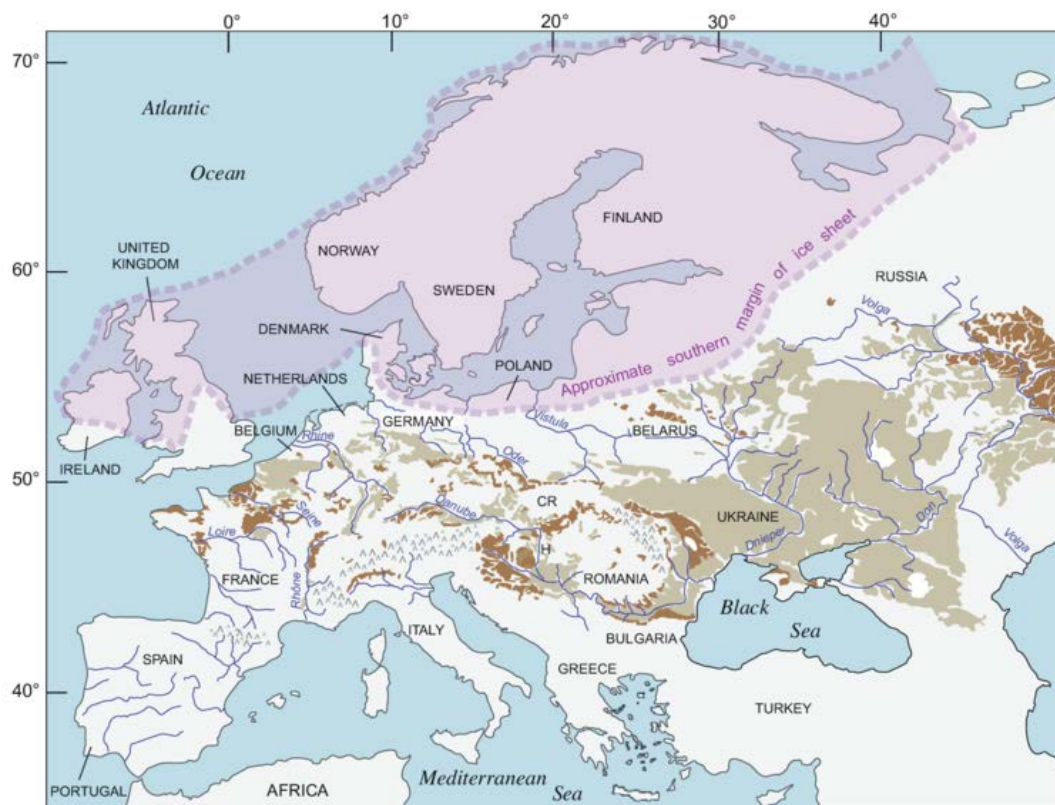 0°
10°
20°
30°
40°
70°
Atlantic
Ocean
FINLAND
UNITED
KINGDOM
NORWAY
60°
RUSSIA
SWEDEN
Volga
DENMARK
Approximate southern margin of ice sheet
POLAND
NETHERLANDS
GERMANY
Vistula
BELGIUM
Rhine
BELARUS
IRELAND
Oder
50°
CR
Danube
Seine
UKRAINE
Don
Loire
Dnieper
Volga
H
FRANCE
ROMANIA
Rhône
Black
Sea
ITALY
BULGARIA
SPAIN
GREECE
40°
TURKEY
Mediterranean
Sea
PORTUGAL
AFRICA